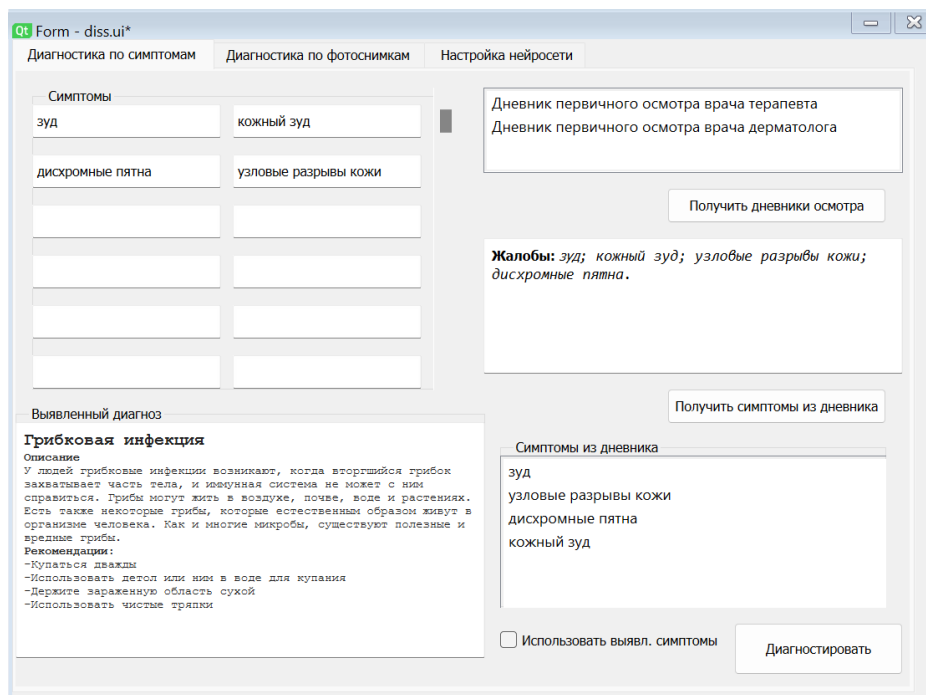 Qt Form - diss.ui*
Диагностика по симптомам
Диагностика по фотоснимкам
Настройка нейросети
Симптомы
зуд
кожный зуд
дисхромные пятна
узловые разрывы кожи
Дневник первичного осмотра врача терапевта
Дневник первичного осмотра врача дерматолога
Получить дневники осмотра
Жалобы: зуд; кожный зуд; узловые разрывы кожи;
дисхромные пятна.
Получить симптомы из дневника
Выявленный диагноз
Грибковая инфекция
Описание
У людей грибковые инфекции возникают, когда вторгшийся грибок
захватывает часть тела, и иммунная система не может с ним
справиться. Грибы могут жить в воздухе, почве, воде и растениях.
Есть также некоторые грибы, которые естественным образом живут в
организме человека. Как и многие микробы, существуют полезные и
вредные грибы.
Рекомендации:
-Купаться дважды
-Использовать детол или ним в воде для купания
-Держите зараженную область сухой
-Использовать чистые тряпки
Симптомы из дневника
зуд
узловые разрывы кожи
дисхромные пятна
кожный зуд
Использовать выявл. симптомы
Диагностировать